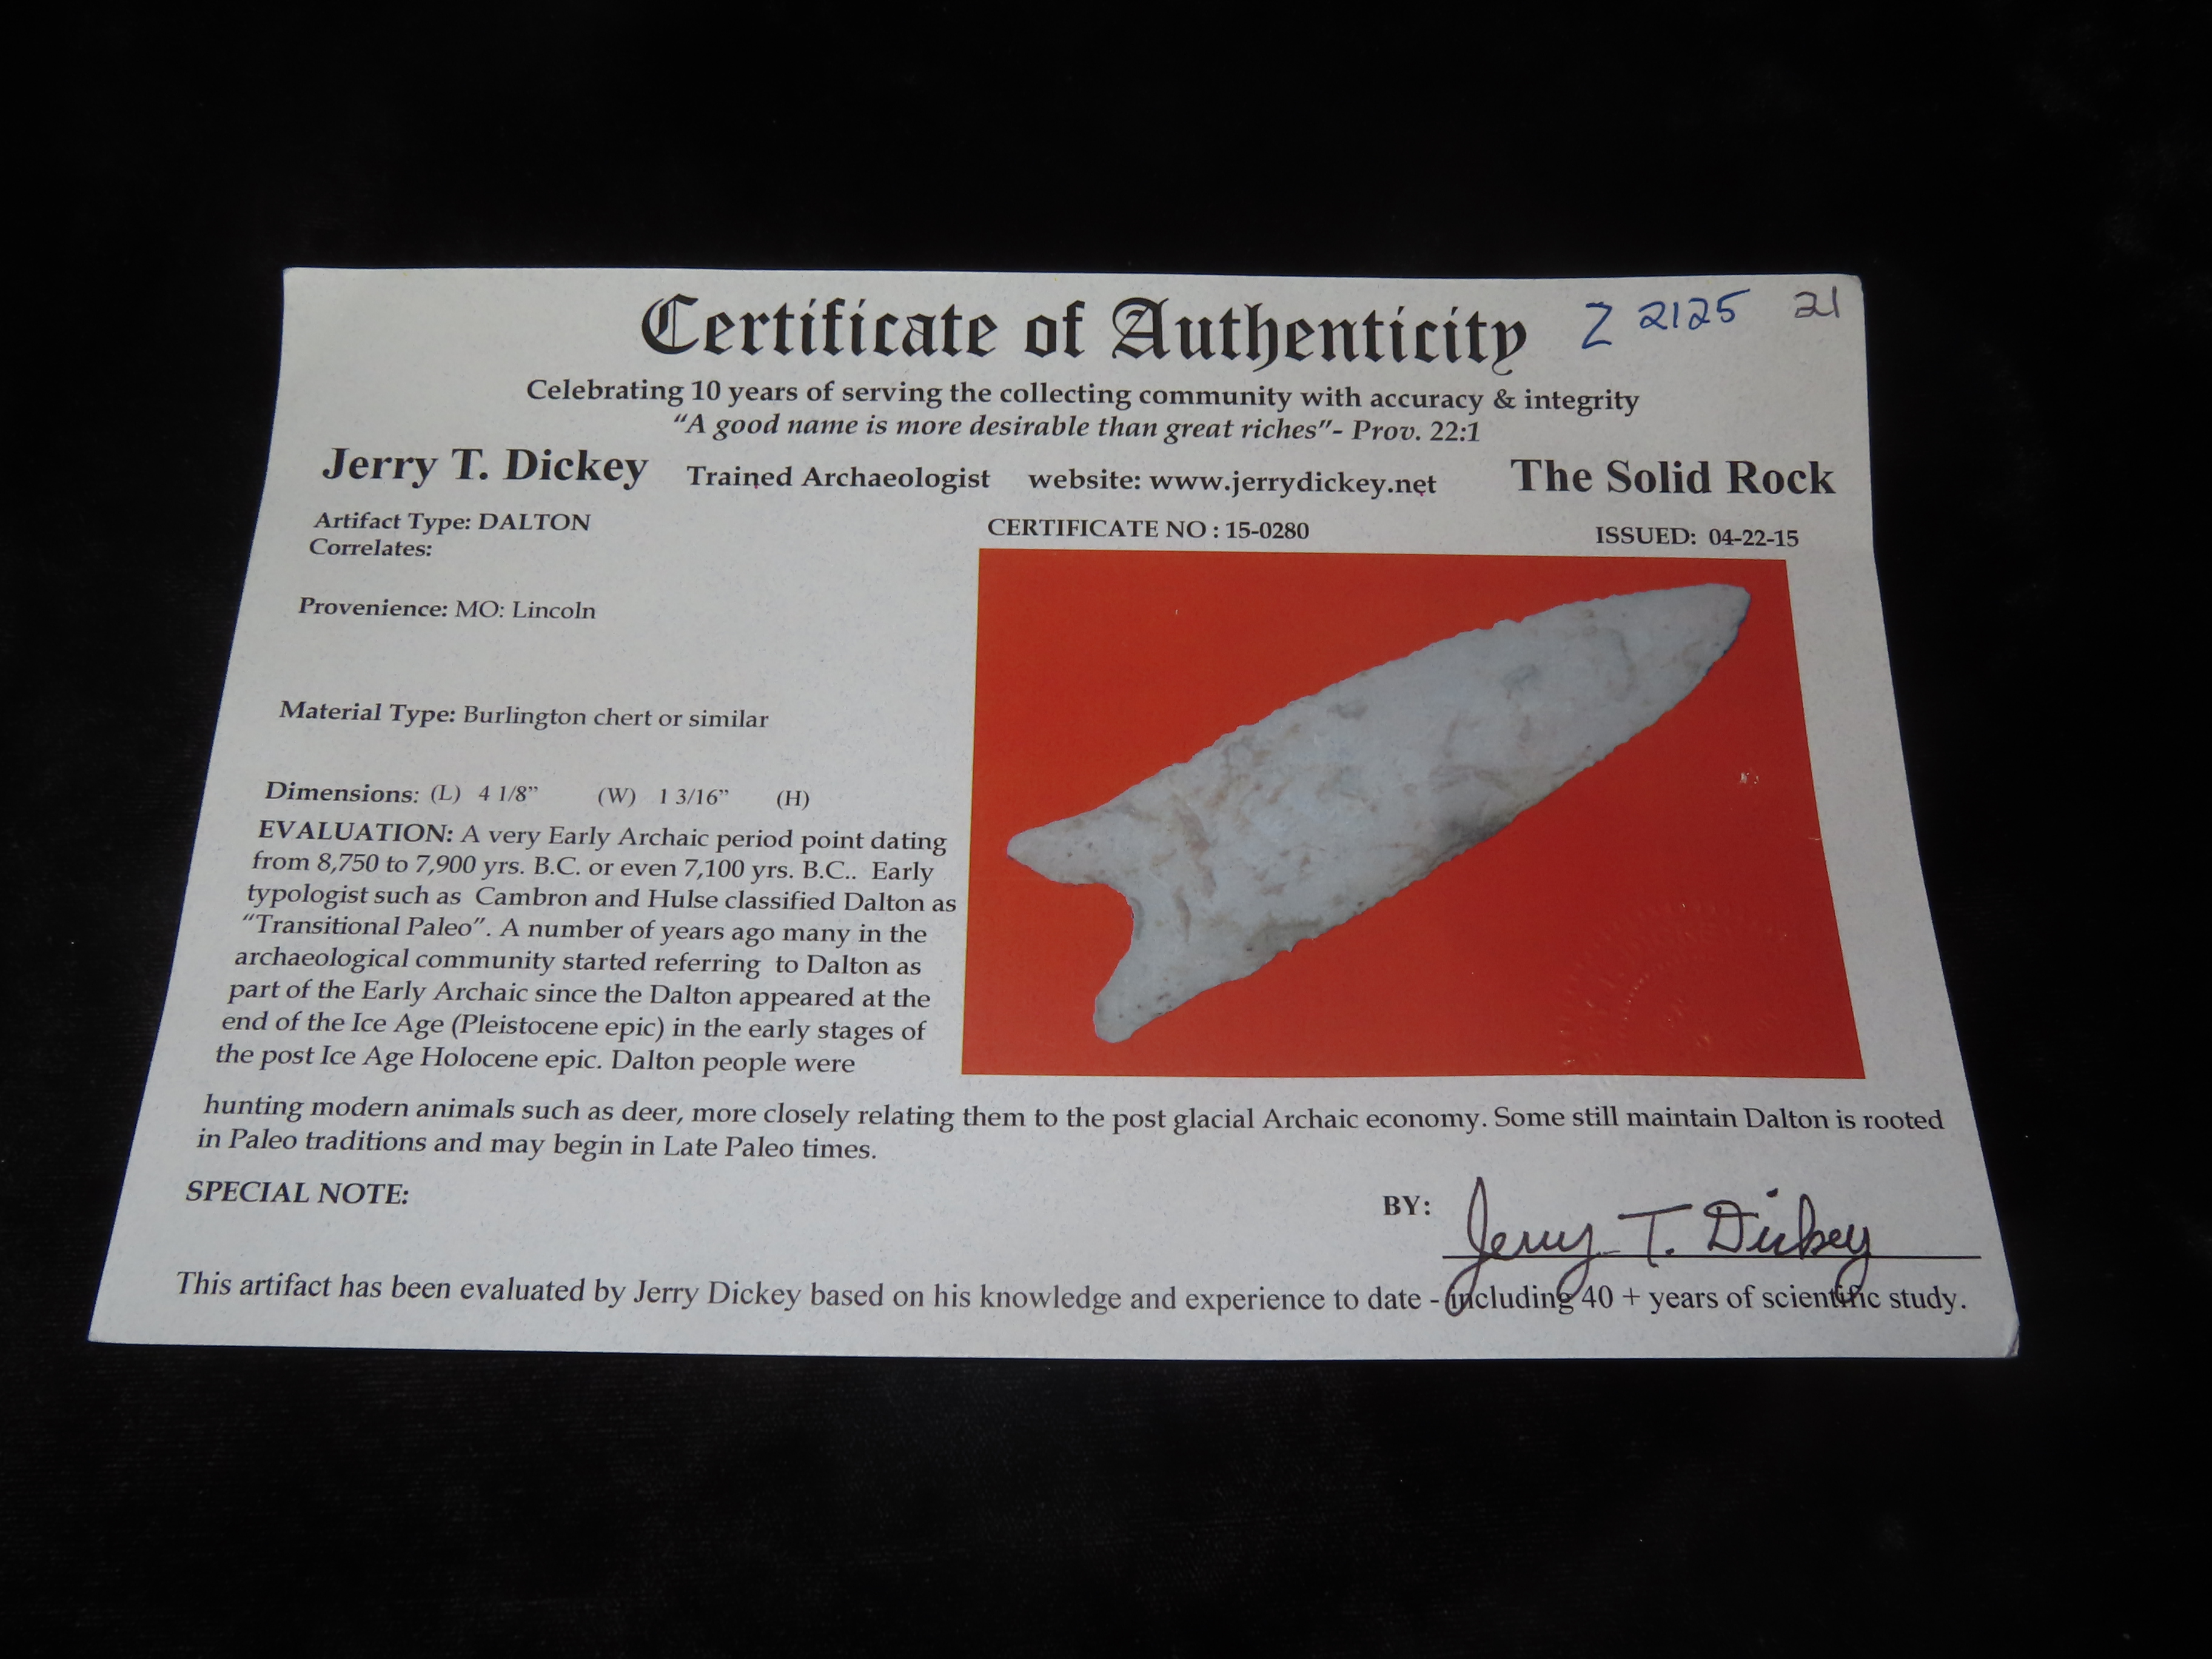 Certificate of Authenticity Z 2125 21
Celebrating 10 years of serving the collecting community with accuracy & integrity
"A good name is more desirable than great riches"- Prov. 22:1
Jerry T. Dickey Trained Archaeologist website: www.jerrydickey.net The Solid Rock
Artifact Type: DALTON
Correlates:
CERTIFICATE NO : 15-0280 ISSUED: 04-22-15
Provenience: MO: Lincoln
Material Type: Burlington chert or similar
Dimensions: (L) 4 1/8” (W) 1 3/16” (H)
EVALUATION: A very Early Archaic period point dating
from 8,750 to 7,900 yrs. B.C. or even 7,100 yrs. B.C.. Early
typologist such as Cambron and Hulse classified Dalton as
“Transitional Paleo”. A number of years ago many in the
archaeological community started referring to Dalton as
part of the Early Archaic since the Dalton appeared at the
end of the Ice Age (Pleistocene epic) in the early stages of
the post Ice Age Holocene epic. Dalton people were
hunting modern animals such as deer, more closely relating them to the post glacial Archaic economy. Some still maintain Dalton is rooted
in Paleo traditions and may begin in Late Paleo times.
SPECIAL NOTE:
BY: Jerry T. Dickey
This artifact has been evaluated by Jerry Dickey based on his knowledge and experience to date - including 40 + years of scientific study.